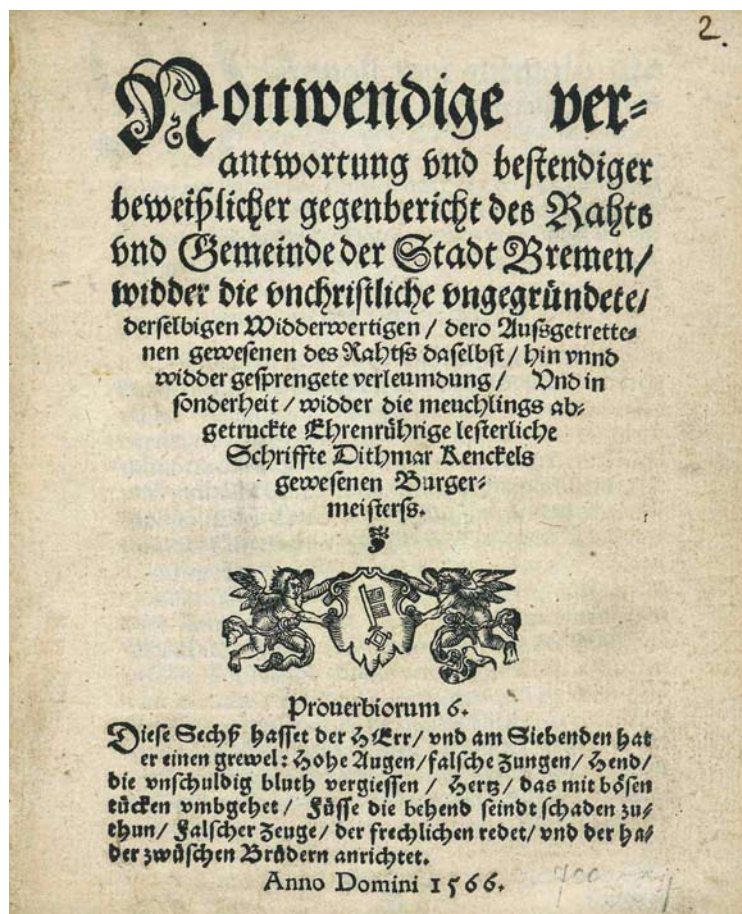 2.
Nottwendige ver⸗
antwortung vnd bestendiger
beweißlicher gegenbericht des Rahts
vnd Gemeinde der Stadt Bremen/
widder die vnchristliche vngegründete/
derselbigen Widderwertigen / dero Ausßgetrette⸗
nen gewesenen des Rahtss daselbst / hin vnnd
widder gesprengete verleumdung / Vnd in
sonderheit / widder die meuchlings ab⸗
getruckte Ehrenrührige lesterliche
Schriffte Dithmar Kenckels
gewesenen Burger⸗
meisterss.
Prouerbiorum 6.
Diese Sechß hasset der HErr/ vnd am Siebenden hat
er einen grewel: Hohe Augen/ falsche Zungen/ Hend/
die vnschuldig bluth vergiessen / Hertz/ das mit bösen
tücken vmbgehet / Füsse die behend seindt schaden zu⸗
thun/ Falscher Zeuge/ der frechlichen redet/ vnd der ha⸗
der zwüschen Brüdern anrichtet.
Anno Domini 1566.